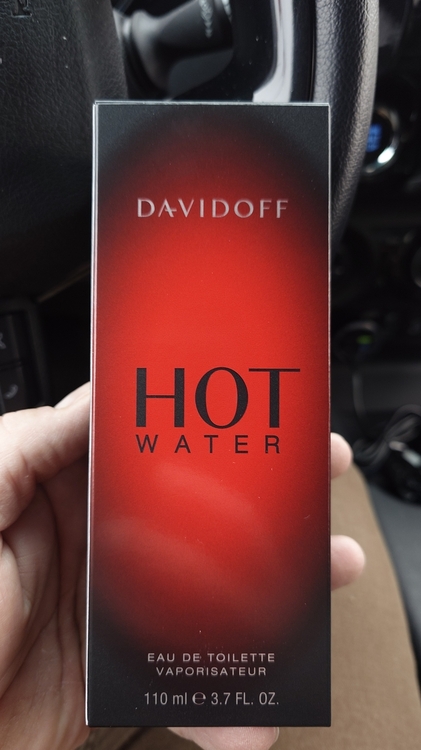 DAVIDOFF
HOT
WATER
EAU DE TOILETTE
VAPORISATEUR
110 ml ℮ 3.7 FL. OZ.